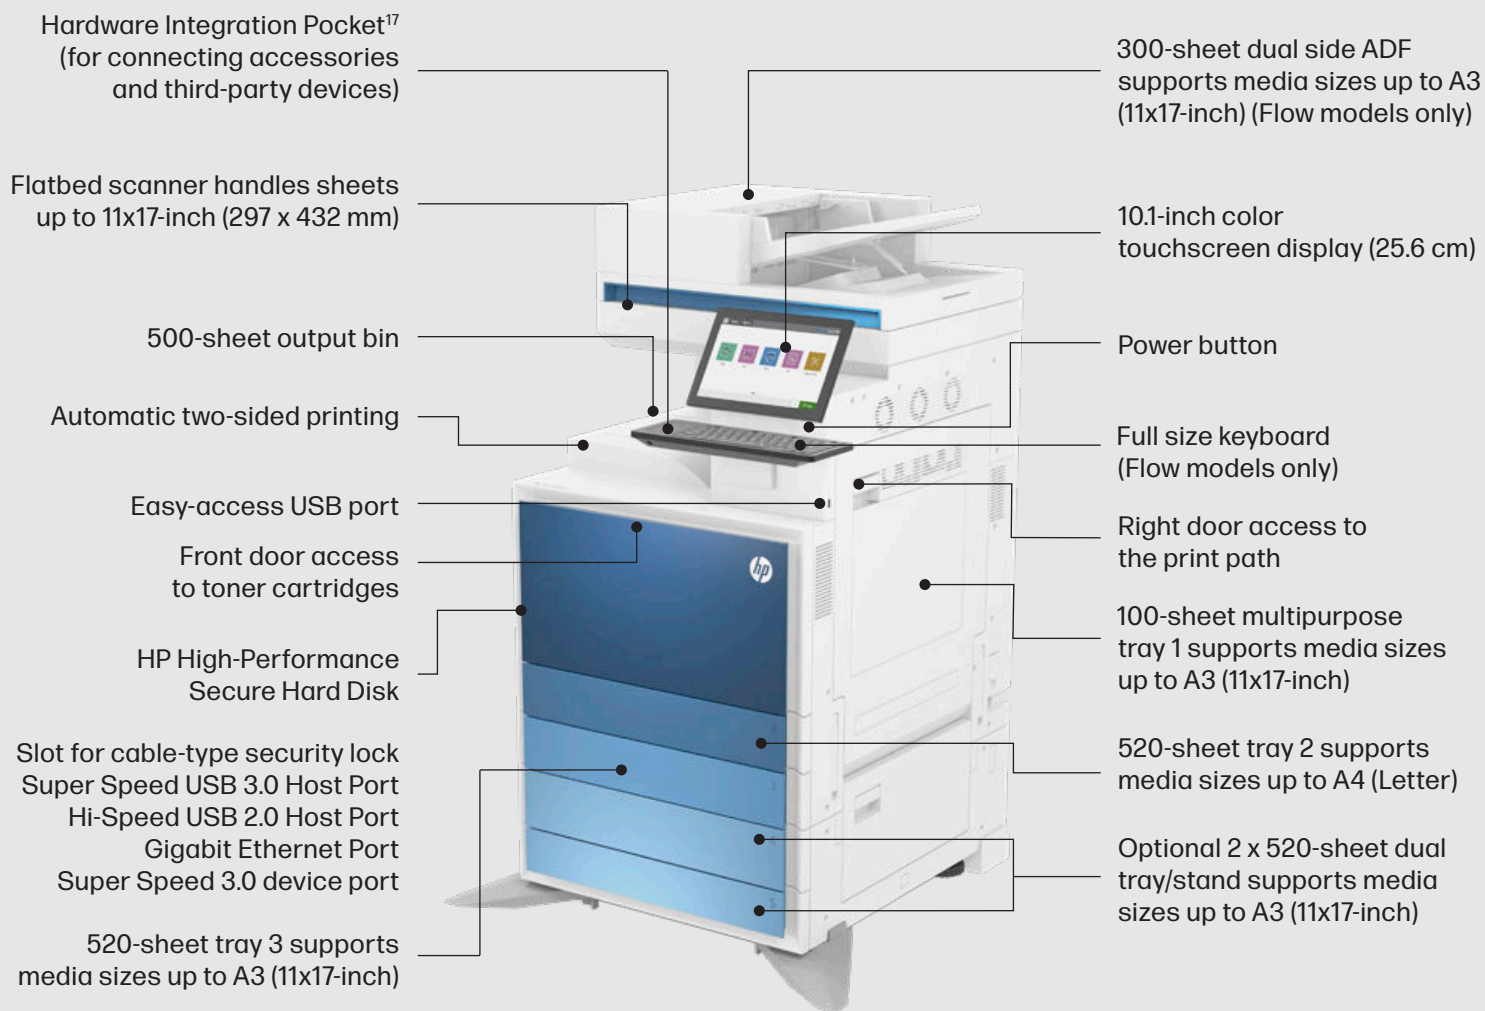 Hardware Integration Pocket17
(for connecting accessories
and third-party devices)
Flatbed scanner handles sheets
up to 11x17-inch (297 x 432 mm)
500-sheet output bin
Automatic two-sided printing
Easy-access USB port
Front door access
to toner cartridges
HP High-Performance
Secure Hard Disk
Slot for cable-type security lock
Super Speed USB 3.0 Host Port
Hi-Speed USB 2.0 Host Port
Gigabit Ethernet Port
Super Speed 3.0 device port
520-sheet tray 3 supports
media sizes up to A3 (11x17-inch)
300-sheet dual side ADF
supports media sizes up to A3
(11x17-inch) (Flow models only)
10.1-inch color
touchscreen display (25.6 cm)
Power button
Full size keyboard
(Flow models only)
Right door access to
the print path
100-sheet multipurpose
tray 1 supports media sizes
up to A3 (11x17-inch)
520-sheet tray 2 supports
media sizes up to A4 (Letter)
Optional 2 x 520-sheet dual
tray/stand supports media
sizes up to A3 (11x17-inch)
hp
2
3
4
5